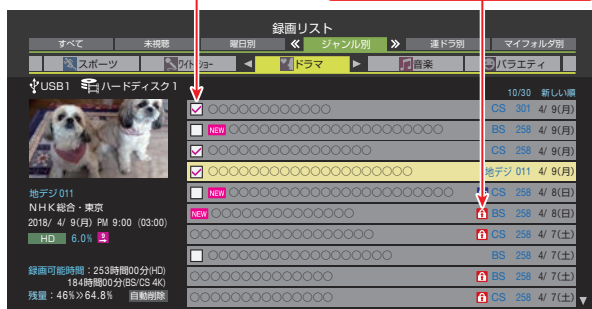 録画リスト
すべて 未視聴 曜日別 ≪ ジャンル別 ≫ 連ドラ別 マイフォルダ別
スポーツ ワイドショー ◀ ドラマ ▶ 音楽 バラエティ
USB1 ハードディスク1
10/30 新しい順
○○○○○○○○○○○○ CS 301 4/ 9(月)
NEW ○○○○○○○○○○○○○○○○○○○○○○ BS 258 4/ 9(月)
○○○○○○○○○○○○○○○○ CS 258 4/ 9(月)
○○○○○○○○○○○○○○○○○○○ 地デジ 011 4/ 9(月)
NEW ○○○○○○○○○○○○○○○○○○○○○○○ CS 258 4/ 8(日)
NEW ○○○○○○○○○○○○○○ BS 258 4/ 8(日)
○○○○○○○○○○○○○○○○○○ CS 258 4/ 7(土)
○○○○○○○○○○○○○○○○○ BS 258 4/ 7(土)
○○○○○○○○○○○○○○○ BS 258 4/ 7(土)
○○○○○○○○○○○○○○○ CS 258 4/ 7(土)
地デジ 011
NHK総合・東京
2018/ 4/ 9(月) PM 9:00 (03:00)
HD 6.0% 9
録画可能時間：253時間00分(HD)
184時間00分(BS/CS 4K)
残量：46%≫64.8% 自動削除